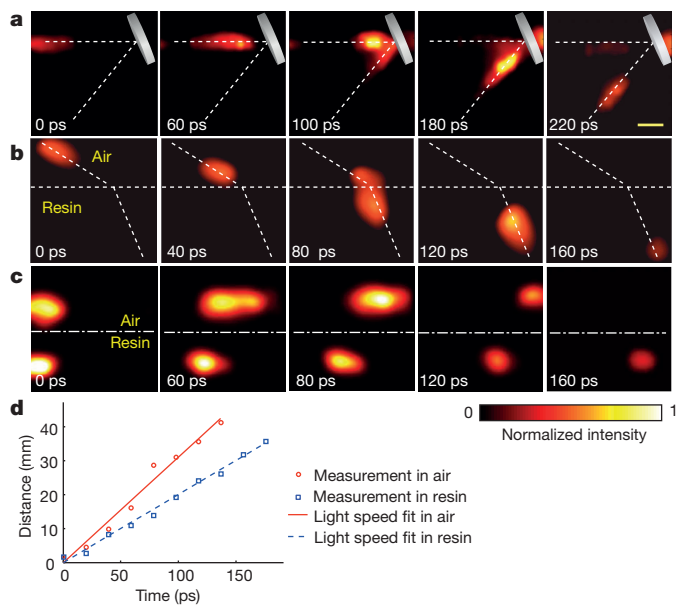 a
0 ps
60 ps
100 ps
180 ps
220 ps
b
Air
Resin
0 ps
40 ps
80 ps
120 ps
160 ps
c
Air
Resin
0 ps
60 ps
80 ps
120 ps
160 ps
d
40
30
20
10
0
Distance (mm)
0 50 100 150
Time (ps)
0 1
Normalized intensity
Measurement in air
Measurement in resin
Light speed fit in air
Light speed fit in resin